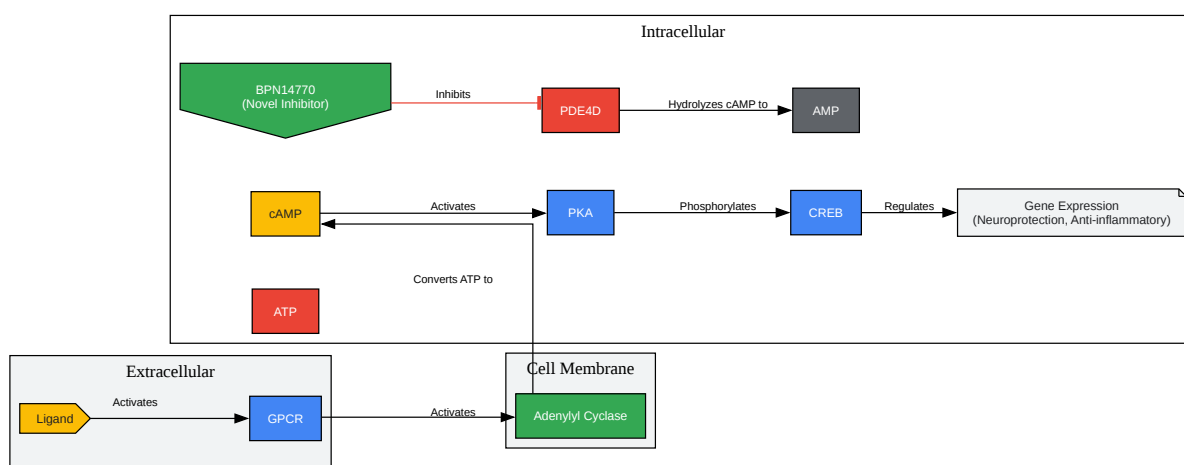 Intracellular
BPN14770
(Novel Inhibitor)
Inhibits
PDE4D
Hydrolyzes cAMP to
AMP
cAMP
Activates
PKA
Phosphorylates
CREB
Regulates
Gene Expression
(Neuroprotection, Anti-inflammatory)
Converts ATP to
ATP
Extracellular
Cell Membrane
Ligand
Activates
GPCR
Activates
Adenylyl Cyclase